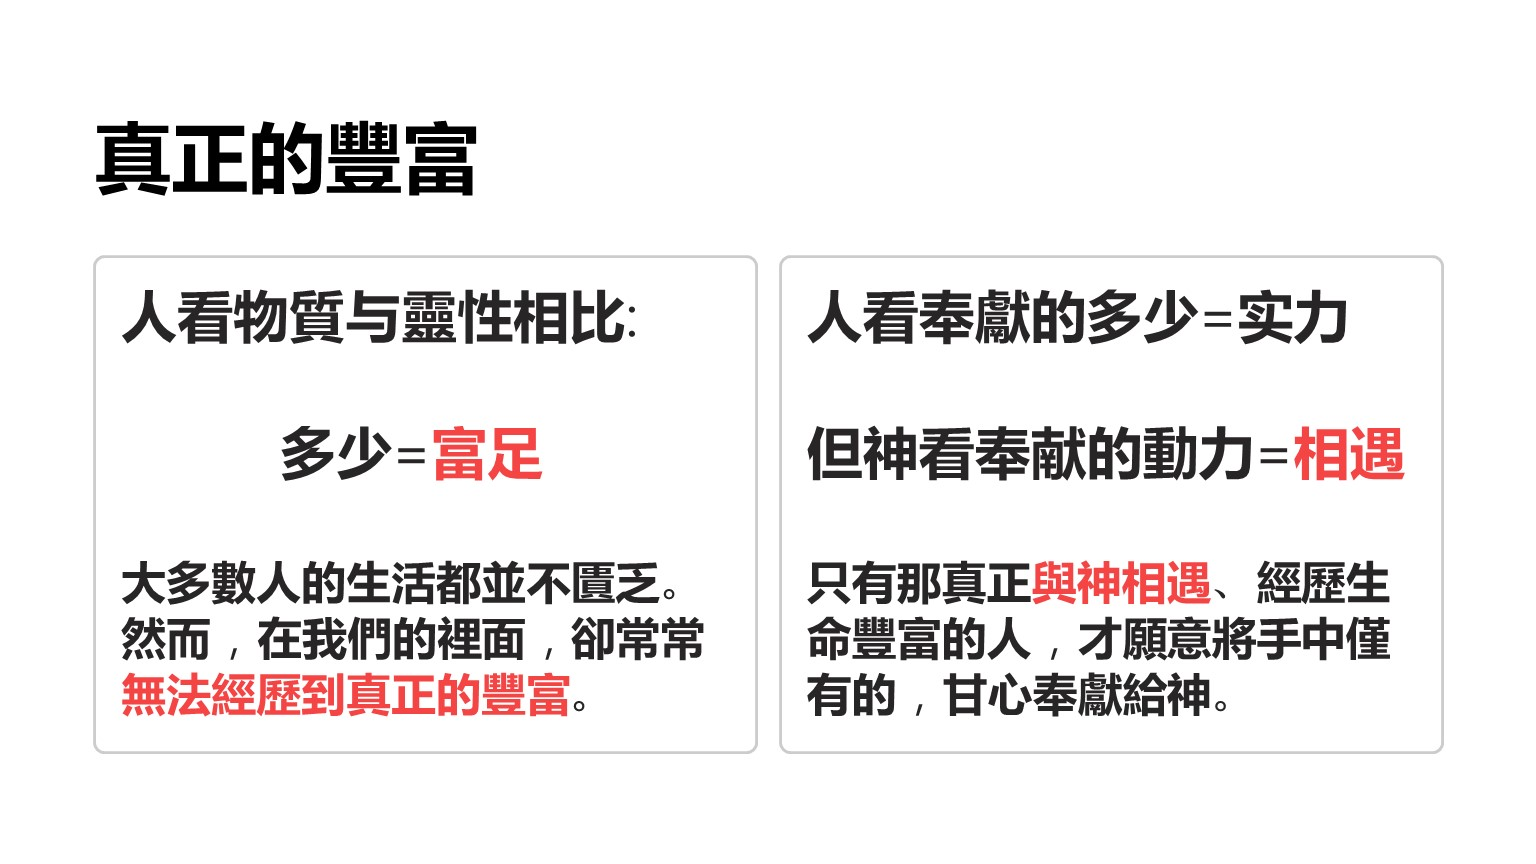 真正的豐富
人看物質与靈性相比:
多少=富足
大多數人的生活都並不匱乏。
然而，在我們的裡面，卻常常
無法經歷到真正的豐富。
人看奉獻的多少=实力
但神看奉献的動力=相遇
只有那真正與神相遇、經歷生
命豐富的人，才願意將手中僅
有的，甘心奉獻給神。